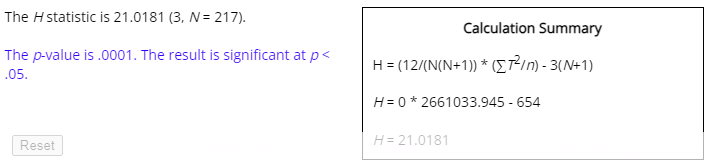 The H statistic is 21.0181 (3, N = 217).
The p-value is .0001. The result is significant at p <
.05.
Reset
Calculation Summary
H = (12/(N(N+1)) * (∑T²/n) - 3(N+1)
H = 0 * 2661033.945 - 654
H = 21.0181